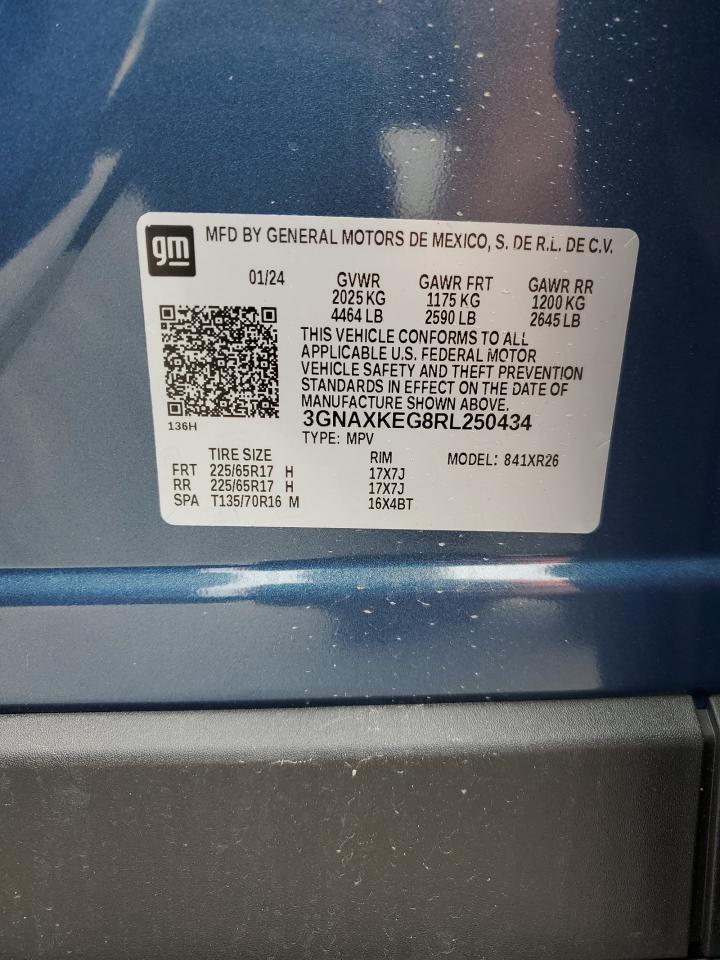 gm
MFD BY GENERAL MOTORS DE MEXICO, S. DE R.L. DE C.V.
01/24 GVWR GAWR FRT GAWR RR
2025 KG 1175 KG 1200 KG
4464 LB 2590 LB 2645 LB
THIS VEHICLE CONFORMS TO ALL
APPLICABLE U.S. FEDERAL MOTOR
VEHICLE SAFETY AND THEFT PREVENTION
STANDARDS IN EFFECT ON THE DATE OF
MANUFACTURE SHOWN ABOVE.
3GNAXKEG8RL250434
136H
TYPE: MPV
TIRE SIZE RIM MODEL: 841XR26
FRT 225/65R17 H 17X7J
RR 225/65R17 H 17X7J
SPA T135/70R16 M 16X4BT